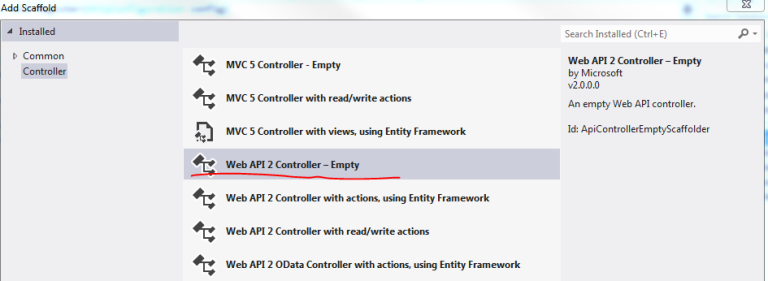 Add Scaffold
Installed
Search Installed (Ctrl+E)
Common
Controller
MVC 5 Controller - Empty
MVC 5 Controller with read/write actions
MVC 5 Controller with views, using Entity Framework
Web API 2 Controller – Empty
Web API 2 Controller with actions, using Entity Framework
Web API 2 Controller with read/write actions
Web API 2 OData Controller with actions, using Entity Framework
Web API 2 Controller – Empty
by Microsoft
v2.0.0.0
An empty Web API controller.
Id: ApiControllerEmptyScaffolder